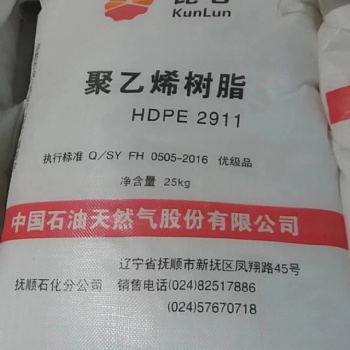 昆仑
KunLun
聚乙烯树脂
HDPE 2911
执行标准 Q/SY FH 0505-2016 优级品
净含量 25kg
中国石油天然气股份有限公司
辽宁省抚顺市新抚区凤翔路45号
抚顺石化分公司 销售电话(024)82517886
(024)57670718